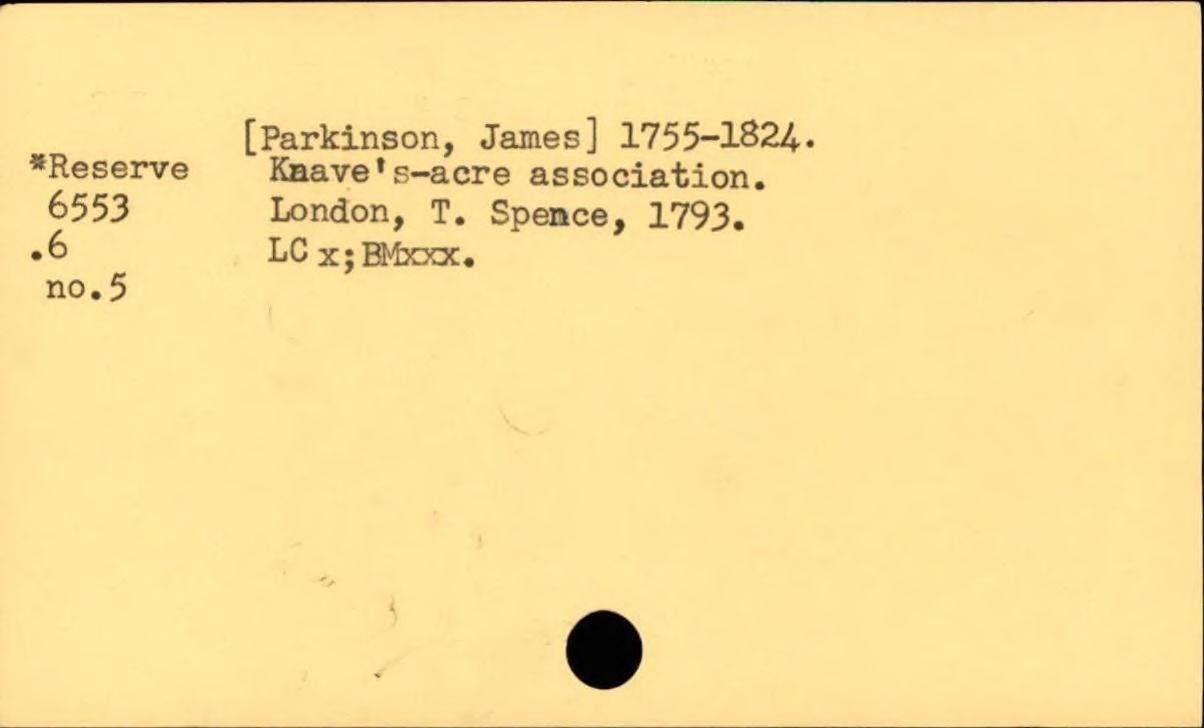 [Parkinson, James] 1755-1824.
*Reserve Knave's-acre association.
6553 London, T. Spence, 1793.
.6 LC x; BMxxx.
no.5